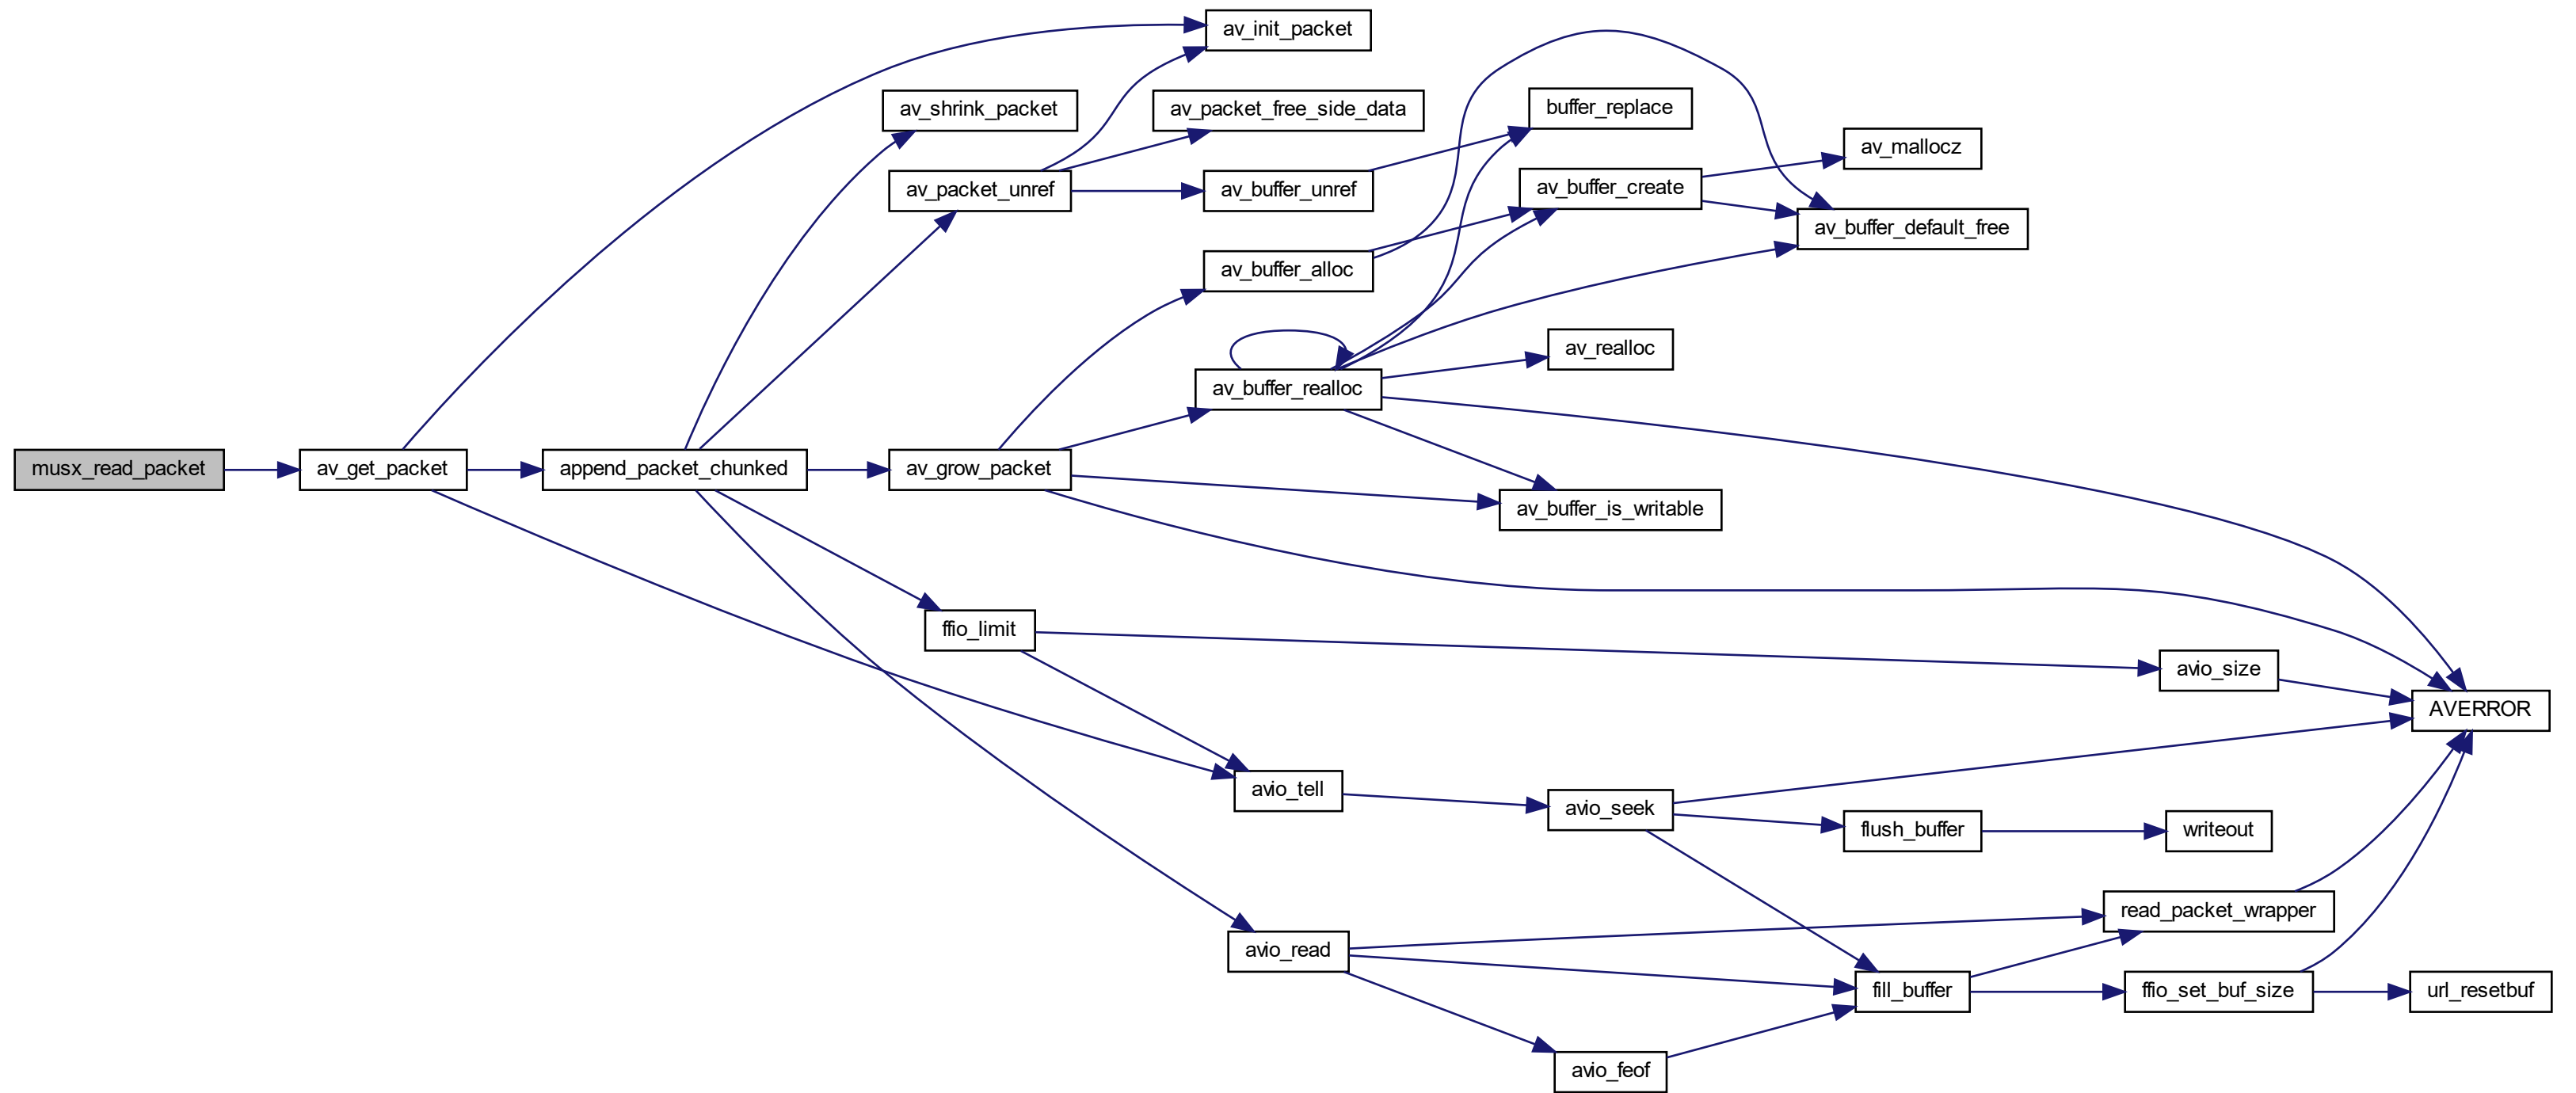 musx_read_packet
av_get_packet
av_init_packet
append_packet_chunked
avio_tell
av_shrink_packet
av_packet_unref
av_grow_packet
ffio_limit
avio_read
av_packet_free_side_data
av_buffer_unref
buffer_replace
av_buffer_alloc
av_buffer_create
av_mallocz
av_buffer_default_free
av_buffer_realloc
av_realloc
av_buffer_is_writable
AVERROR
avio_size
avio_seek
flush_buffer
writeout
fill_buffer
read_packet_wrapper
ffio_set_buf_size
url_resetbuf
avio_feof